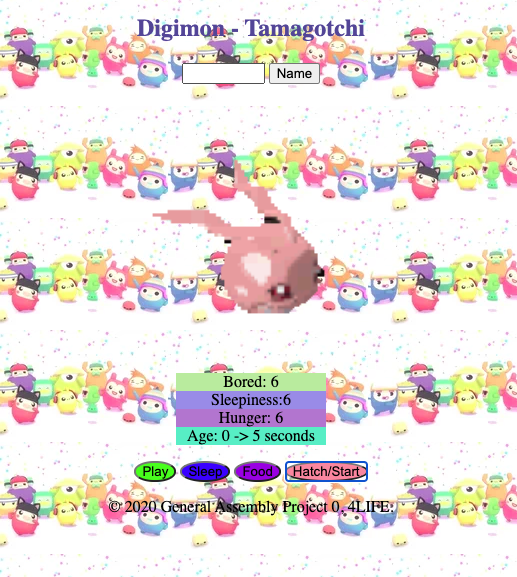 Digimon - Tamagotchi
Name
Bored: 6
Sleepiness:6
Hunger: 6
Age: 0 -> 5 seconds
Play Sleep Food Hatch/Start
© 2020 General Assembly Project 0, 4LIFE.